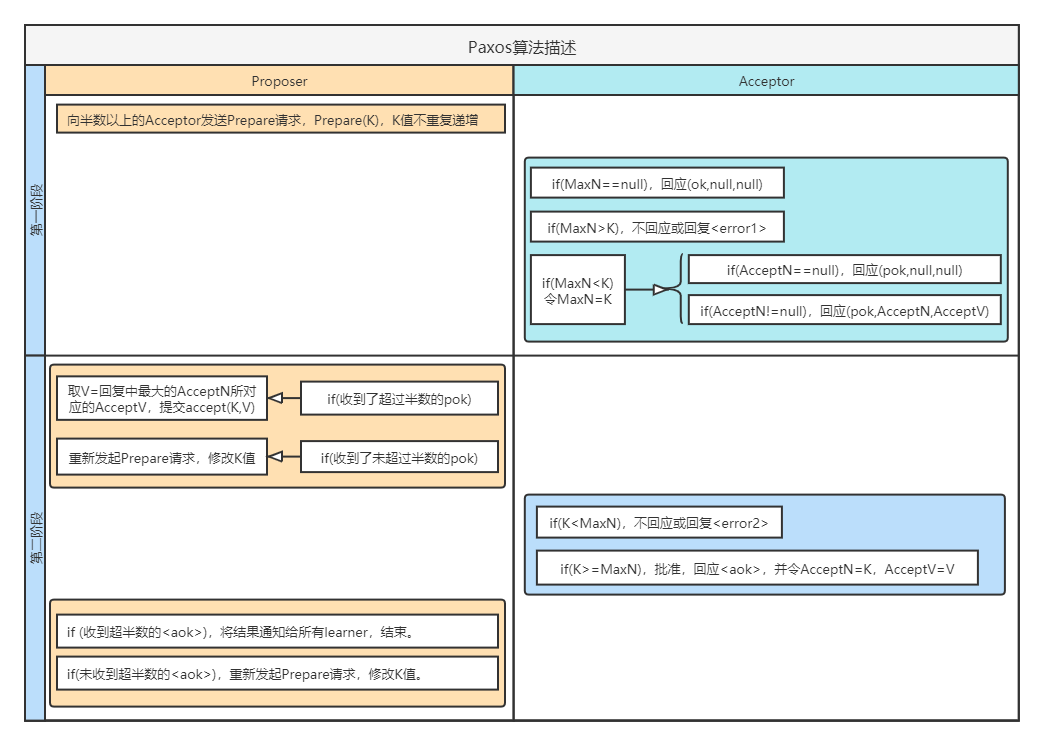 Paxos算法描述
Proposer
Acceptor
第一阶段
向半数以上的Acceptor发送Prepare请求，Prepare(K)，K值不重复递增
if(MaxN==null)，回应(ok,null,null)
if(MaxN>K)，不回应或回复<error1>
if(MaxN<K)
令MaxN=K
if(AcceptN==null)，回应(pok,null,null)
if(AcceptN!=null)，回应(pok,AcceptN,AcceptV)
第二阶段
取V=回复中最大的AcceptN所对
应的AcceptV，提交accept(K,V)
if(收到了超过半数的pok)
重新发起Prepare请求，修改K值
if(收到了未超过半数的pok)
if(K<MaxN)，不回应或回复<error2>
if(K>=MaxN)，批准，回应<aok>，并令AcceptN=K，AcceptV=V
if (收到超半数的<aok>)，将结果通知给所有learner，结束。
if(未收到超半数的<aok>)，重新发起Prepare请求，修改K值。